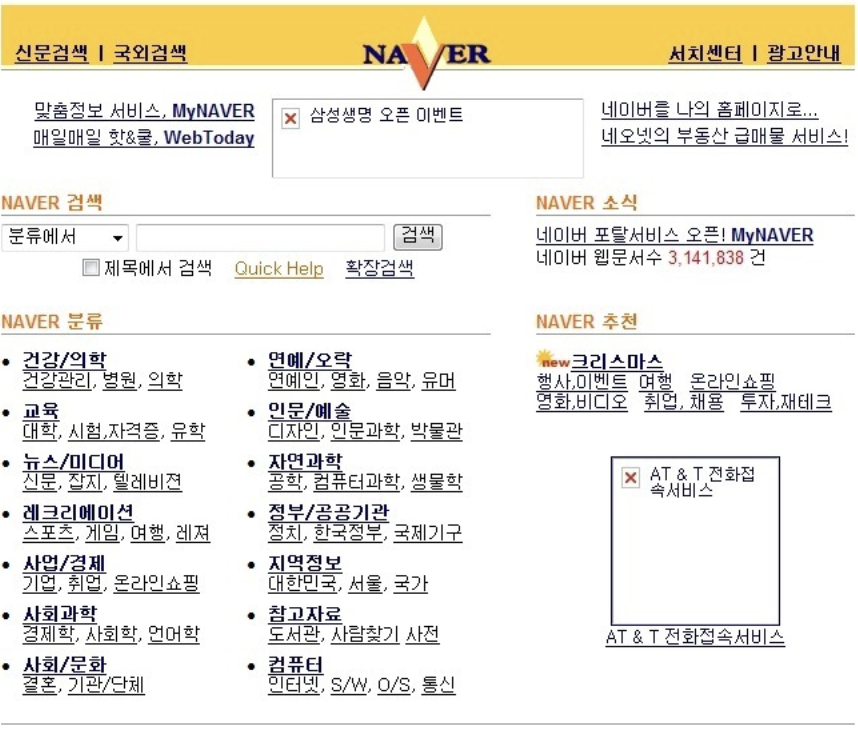 신문검색 | 국외검색
NAVER
서치센터 | 광고안내
맞춤정보 서비스, MyNAVER
매일매일 핫&쿨, WebToday
삼성생명 오픈 이벤트
네이버를 나의 홈페이지로...
네오넷의 부동산 급매물 서비스!
NAVER 검색
분류에서
검색
제목에서 검색 Quick Help 확장검색
NAVER 소식
네이버 포탈서비스 오픈! MyNAVER
네이버 웹문서수 3,141,838 건
NAVER 분류
건강/의학
건강관리, 병원, 의학
교육
대학, 시험,자격증, 유학
뉴스/미디어
신문, 잡지, 텔레비젼
레크리에이션
스포츠, 게임, 여행, 레져
사업/경제
기업, 취업, 온라인쇼핑
사회과학
경제학, 사회학, 언어학
사회/문화
결혼, 기관/단체
연예/오락
연예인, 영화, 음악, 유머
인문/예술
디자인, 인문과학, 박물관
자연과학
공학, 컴퓨터과학, 생물학
정부/공공기관
정치, 한국정부, 국제기구
지역정보
대한민국, 서울, 국가
참고자료
도서관, 사람찾기 사전
컴퓨터
인터넷, S/W, O/S, 통신
NAVER 추천
new 크리스마스
행사,이벤트 여행 온라인쇼핑
영화,비디오 취업, 채용 투자,재테크
AT & T 전화접
속서비스
AT & T 전화접속서비스